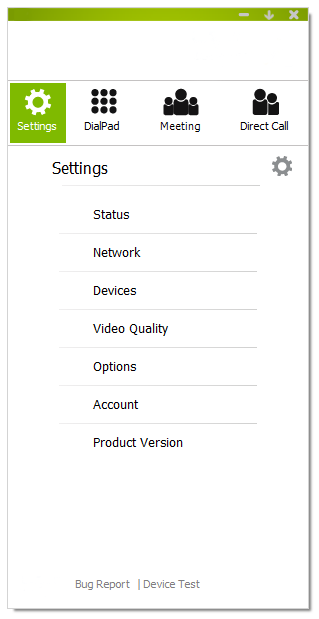 Settings DialPad Meeting Direct Call
Settings
Status
Network
Devices
Video Quality
Options
Account
Product Version
Bug Report | Device Test